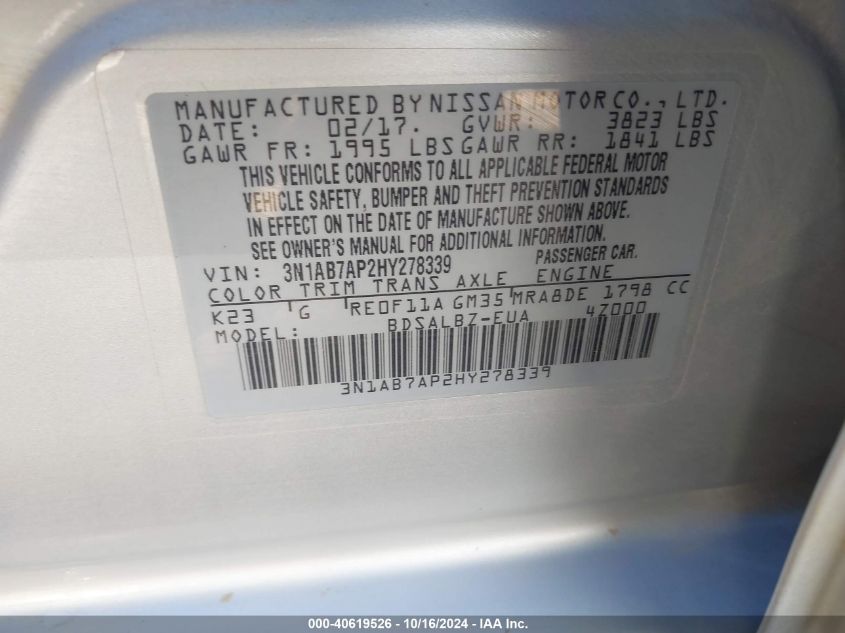 MANUFACTURED BY NISSAN MOTOR CO., LTD.
DATE: 02/17. GVWR: 3823 LBS
GAWR FR: 1995 LBS GAWR RR: 1841 LBS
THIS VEHICLE CONFORMS TO ALL APPLICABLE FEDERAL MOTOR
VEHICLE SAFETY, BUMPER AND THEFT PREVENTION STANDARDS
IN EFFECT ON THE DATE OF MANUFACTURE SHOWN ABOVE.
SEE OWNER'S MANUAL FOR ADDITIONAL INFORMATION.
VIN: 3N1AB7AP2HY278339 PASSENGER CAR.
COLOR TRIM TRANS AXLE ENGINE
K23 G RE0F11A GM35 MRA8DE 1798 CC
MODEL: BDSALBZ-EUA 4Z000
3N1AB7AP2HY278339
000-40619526 - 10/16/2024 - IAA Inc.